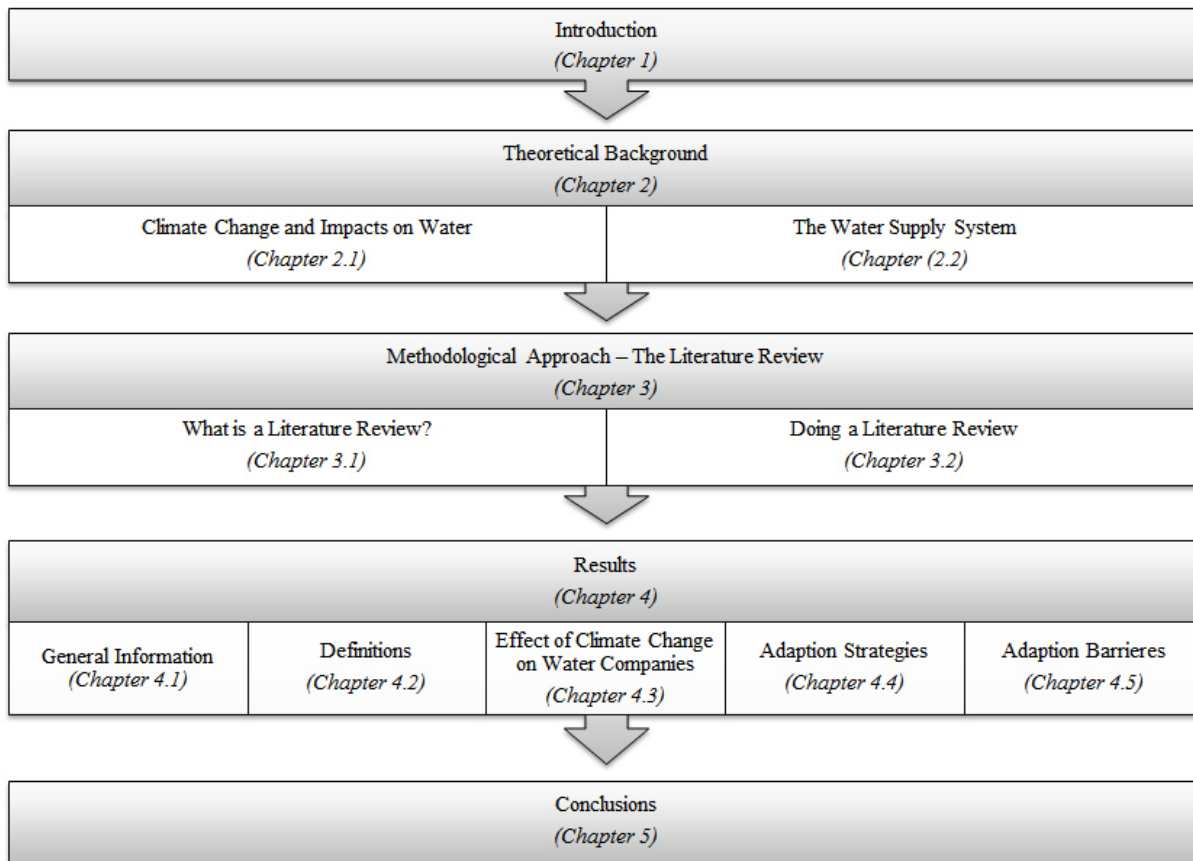 Introduction
(Chapter 1)
Theoretical Background
(Chapter 2)
Climate Change and Impacts on Water
(Chapter 2.1)
The Water Supply System
(Chapter (2.2)
Methodological Approach – The Literature Review
(Chapter 3)
What is a Literature Review?
(Chapter 3.1)
Doing a Literature Review
(Chapter 3.2)
Results
(Chapter 4)
General Information
(Chapter 4.1)
Definitions
(Chapter 4.2)
Effect of Climate Change
on Water Companies
(Chapter 4.3)
Adaption Strategies
(Chapter 4.4)
Adaption Barrieres
(Chapter 4.5)
Conclusions
(Chapter 5)